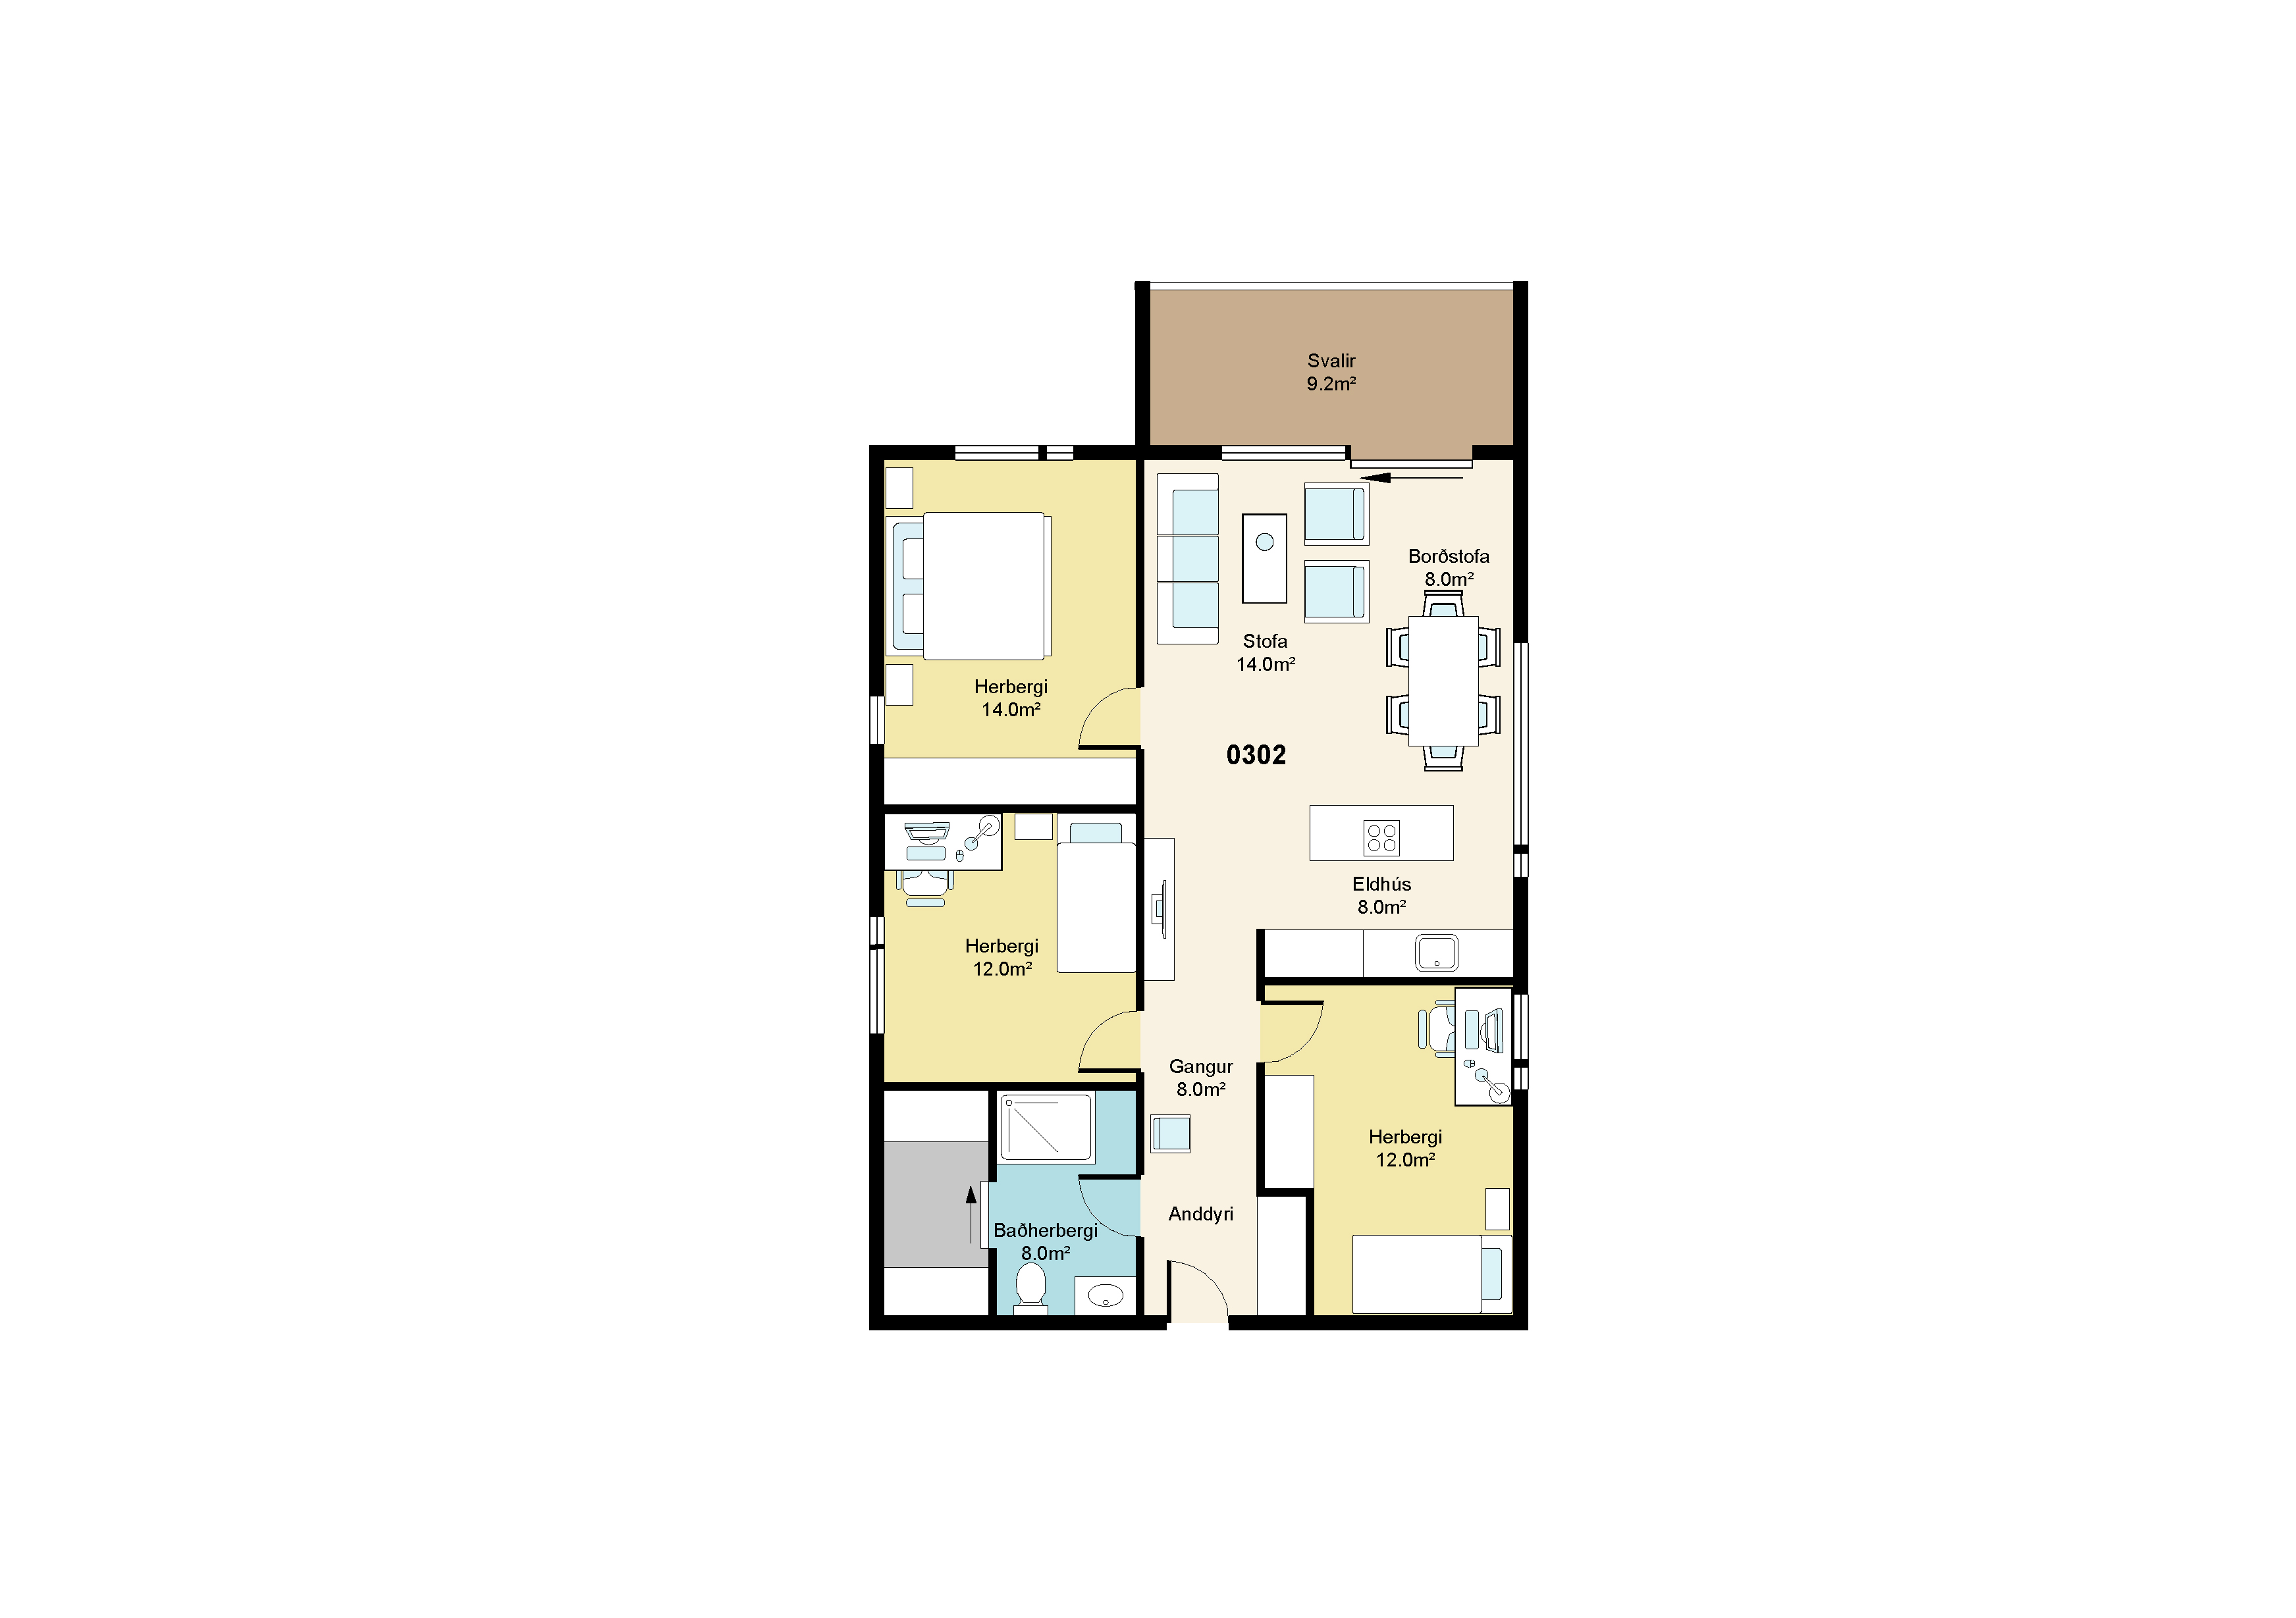 Svalir
9.2m²
Borðstofa
8.0m²
Stofa
14.0m²
Herbergi
14.0m²
0302
Eldhús
8.0m²
Herbergi
12.0m²
Gangur
8.0m²
Herbergi
12.0m²
Anddyri
Baðherbergi
8.0m²